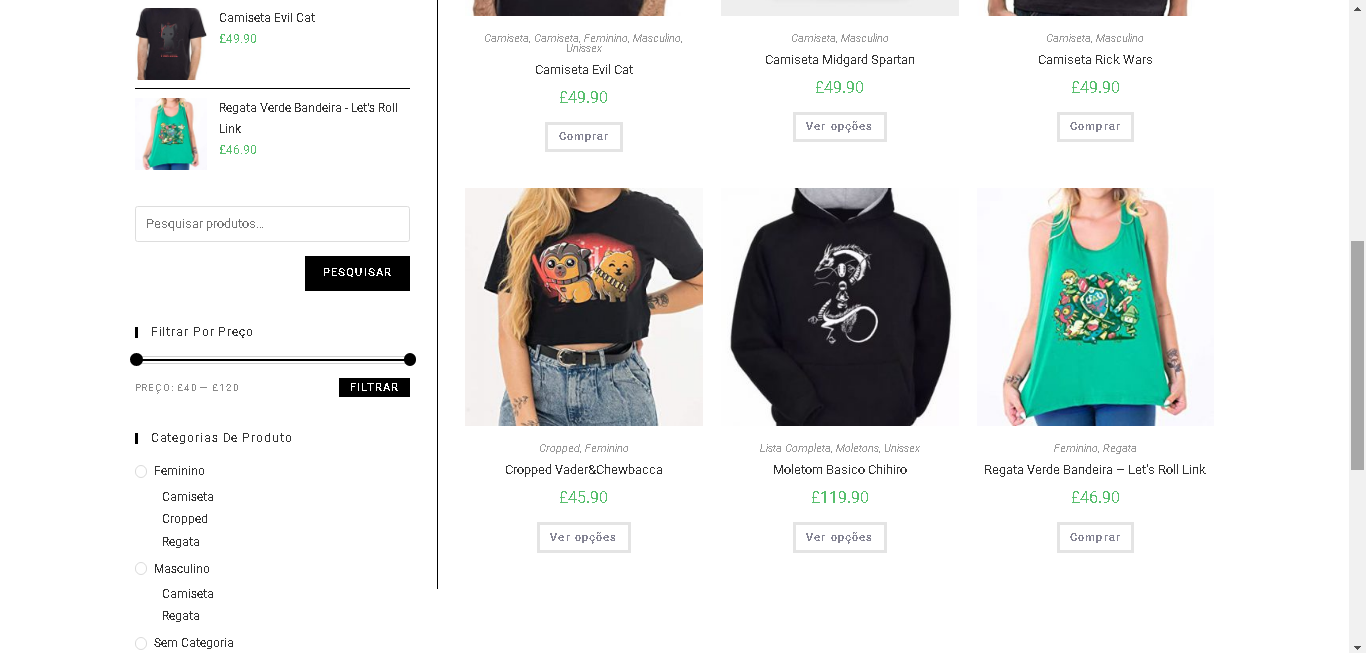 Camiseta Evil Cat
£49.90
Regata Verde Bandeira - Let's Roll
Link
£46.90
Pesquisar produtos…
PESQUISAR
Filtrar Por Preço
PREÇO: £40 — £120
FILTRAR
Categorias De Produto
Feminino
Camiseta
Cropped
Regata
Masculino
Camiseta
Regata
Sem Categoria
Camiseta, Camiseta, Feminino, Masculino,
Unissex
Camiseta Evil Cat
£49.90
Comprar
Camiseta, Masculino
Camiseta Midgard Spartan
£49.90
Ver opções
Camiseta, Masculino
Camiseta Rick Wars
£49.90
Comprar
Cropped, Feminino
Cropped Vader&Chewbacca
£45.90
Ver opções
Lista Completa, Moletons, Unissex
Moletom Basico Chihiro
£119.90
Ver opções
Feminino, Regata
Regata Verde Bandeira – Let's Roll Link
£46.90
Comprar